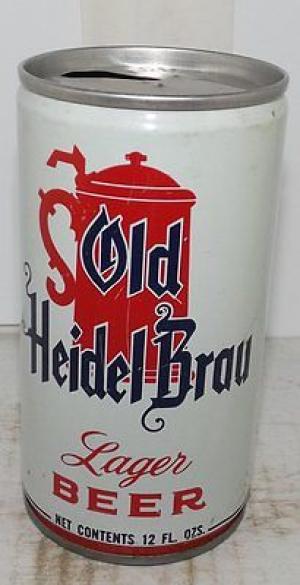 Old
Heidel Brau
Lager
BEER
NET CONTENTS 12 FL. OZS.